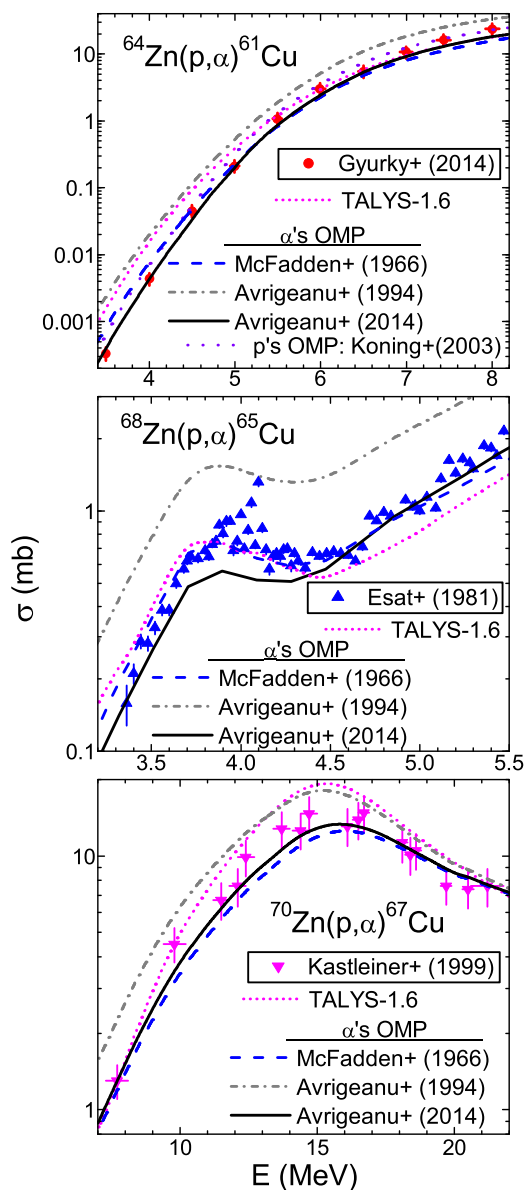 ⁶⁴Zn(p,α)⁶¹Cu
10
1
0.1
0.01
0.001
Gyurky+ (2014)
TALYS-1.6
α's OMP
McFadden+ (1966)
Avrigeanu+ (1994)
Avrigeanu+ (2014)
p's OMP: Koning+(2003)
4 5 6 7 8
⁶⁸Zn(p,α)⁶⁵Cu
1
0.1
σ (mb)
Esat+ (1981)
TALYS-1.6
α's OMP
McFadden+ (1966)
Avrigeanu+ (1994)
Avrigeanu+ (2014)
3.5 4.0 4.5 5.0 5.5
10
1
⁷⁰Zn(p,α)⁶⁷Cu
Kastleiner+ (1999)
TALYS-1.6
α's OMP
McFadden+ (1966)
Avrigeanu+ (1994)
Avrigeanu+ (2014)
10 15 20
E (MeV)